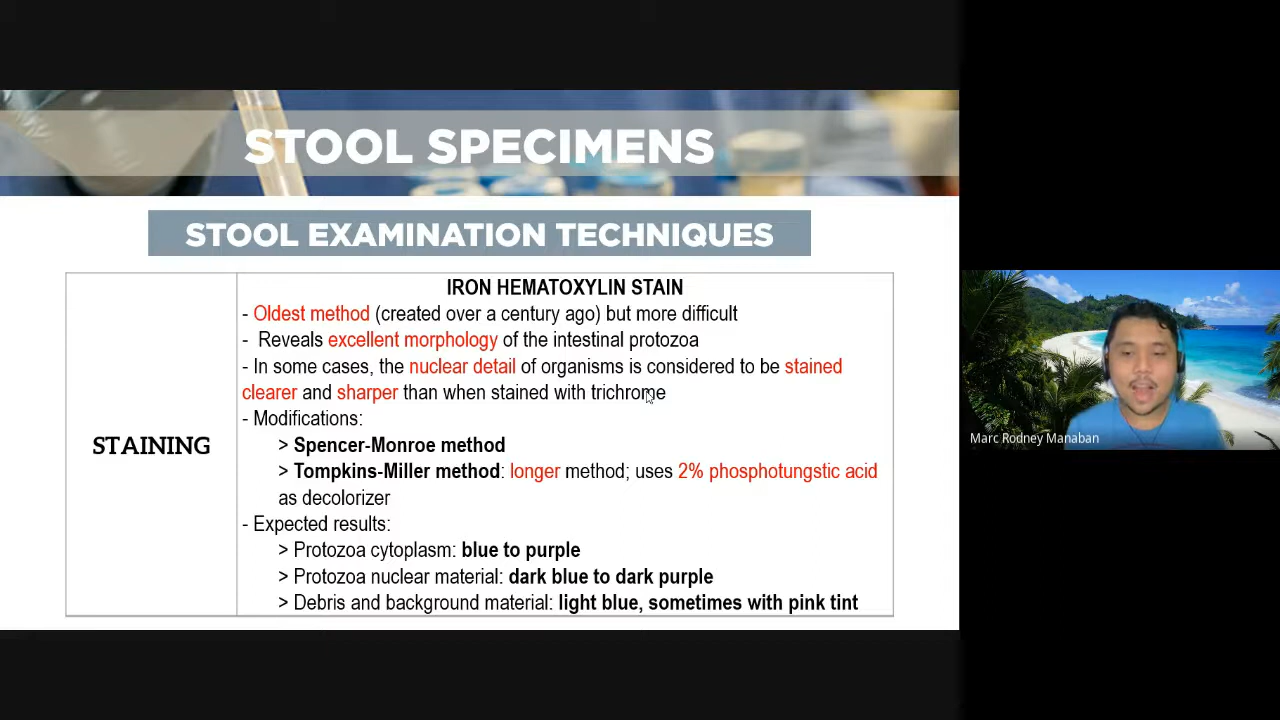 STOOL SPECIMENS
STOOL EXAMINATION TECHNIQUES
STAINING
IRON HEMATOXYLIN STAIN
- Oldest method (created over a century ago) but more difficult
- Reveals excellent morphology of the intestinal protozoa
- In some cases, the nuclear detail of organisms is considered to be stained
clearer and sharper than when stained with trichrome
- Modifications:
> Spencer-Monroe method
> Tompkins-Miller method: longer method; uses 2% phosphotungstic acid
as decolorizer
- Expected results:
> Protozoa cytoplasm: blue to purple
> Protozoa nuclear material: dark blue to dark purple
> Debris and background material: light blue, sometimes with pink tint
Marc Rodney Manaban